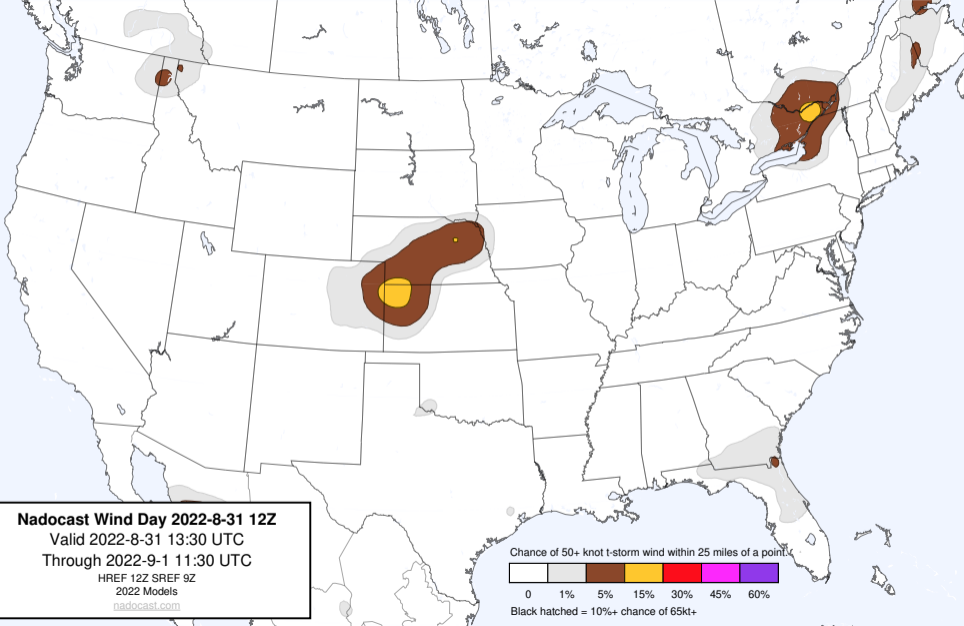 Nadocast Wind Day 2022-8-31 12Z
Valid 2022-8-31 13:30 UTC
Through 2022-9-1 11:30 UTC
HREF 12Z SREF 9Z
2022 Models
nadocast.com
Chance of 50+ knot t-storm wind within 25 miles of a point.
0 1% 5% 15% 30% 45% 60%
Black hatched = 10%+ chance of 65kt+